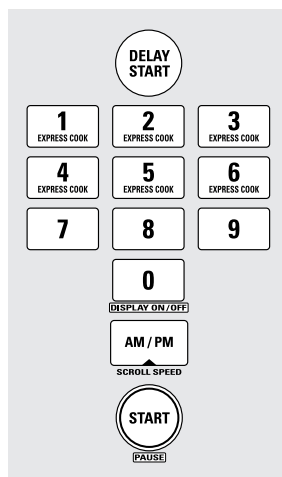 DELAY
START
1 2 3
EXPRESS COOK EXPRESS COOK EXPRESS COOK
4 5 6
EXPRESS COOK EXPRESS COOK EXPRESS COOK
7 8 9
0
DISPLAY ON/OFF
AM / PM
SCROLL SPEED
START
PAUSE